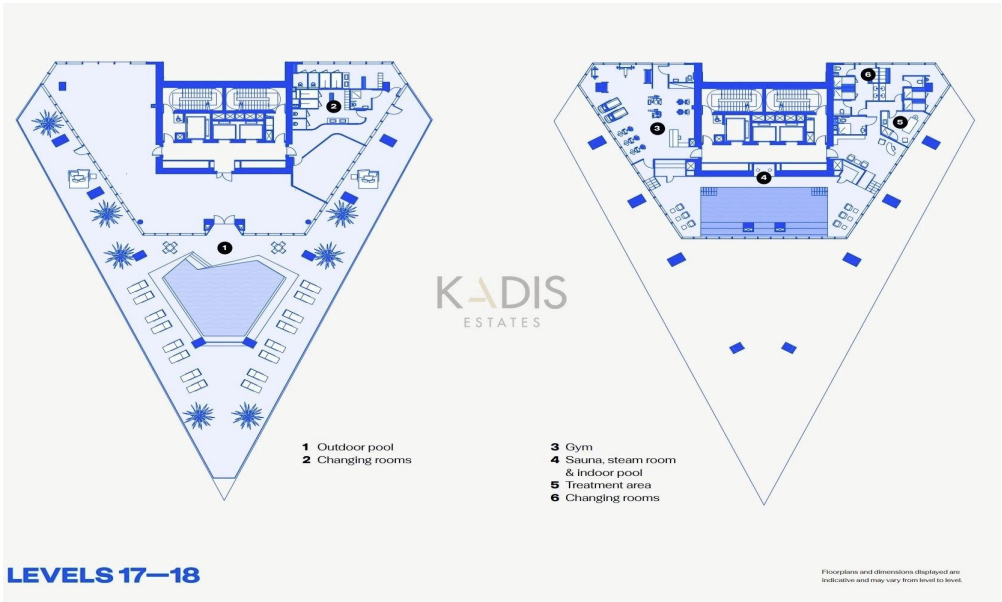 2
6
5
3
4
1
KADIS
ESTATES
1 Outdoor pool
2 Changing rooms
3 Gym
4 Sauna, steam room
& indoor pool
5 Treatment area
6 Changing rooms
LEVELS 17—18
Floorplans and dimensions displayed are
indicative and may vary from level to level.